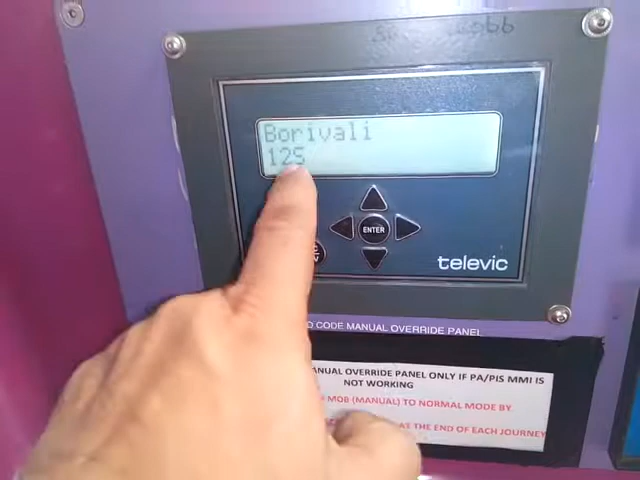 Borivali
125
ENTER
televic
CODE MANUAL OVERRIDE PANEL
MANUAL OVERRIDE PANEL ONLY IF PA/PIS MMI IS
NOT WORKING
MOB (MANUAL) TO NORMAL MODE BY
AT THE END OF EACH JOURNEY